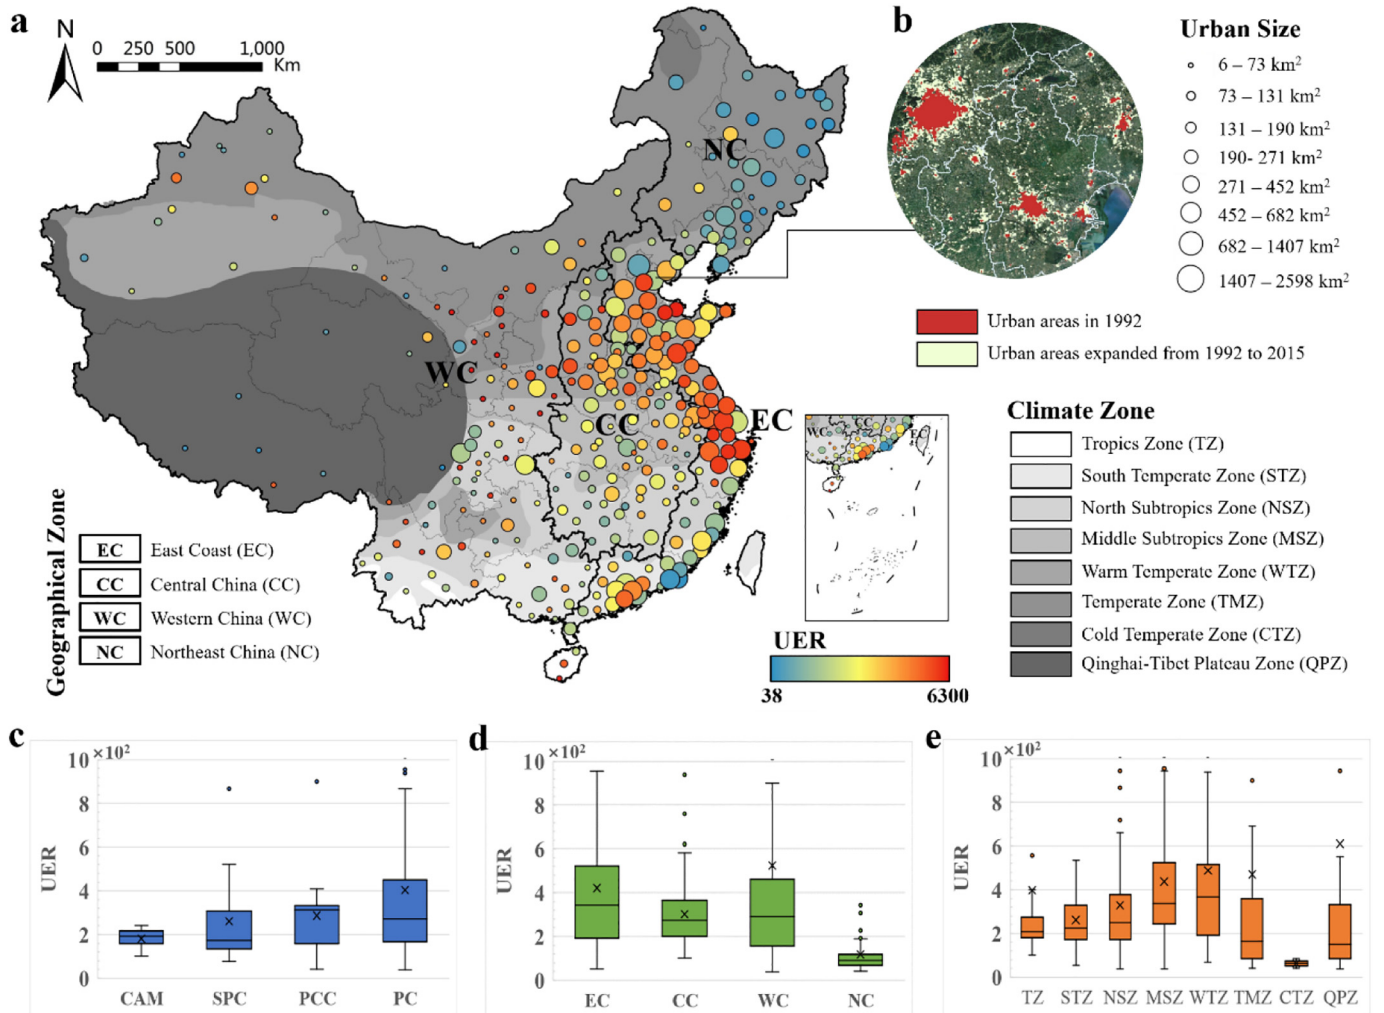 a
N
0 250 500 1,000
Km
NC
WC
CC
EC
Geographical Zone
EC East Coast (EC)
CC Central China (CC)
WC Western China (WC)
NC Northeast China (NC)
WC
CC
EC
UER
38 6300
b
Urban Size
6 – 73 km²
73 – 131 km²
131 – 190 km²
190- 271 km²
271 – 452 km²
452 – 682 km²
682 – 1407 km²
1407 – 2598 km²
Urban areas in 1992
Urban areas expanded from 1992 to 2015
Climate Zone
Tropics Zone (TZ)
South Temperate Zone (STZ)
North Subtropics Zone (NSZ)
Middle Subtropics Zone (MSZ)
Warm Temperate Zone (WTZ)
Temperate Zone (TMZ)
Cold Temperate Zone (CTZ)
Qinghai-Tibet Plateau Zone (QPZ)
c
×10²
10
8
6
4
2
0
UER
CAM SPC PCC PC
d
×10²
10
8
6
4
2
0
UER
EC CC WC NC
e
×10²
10
8
6
4
2
0
UER
TZ STZ NSZ MSZ WTZ TMZ CTZ QPZ